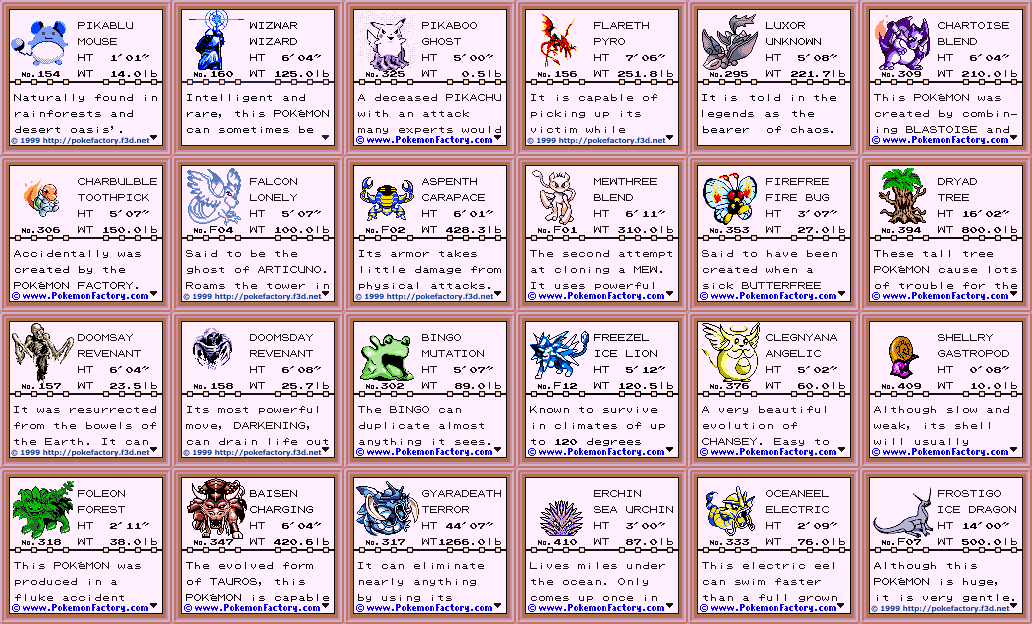 PIKABLU
MOUSE
HT 1'01"
No.154 WT 14.0lb
Naturally found in
rainforests and
desert oasis'.
© 1999 http://pokefactory.f3d.net
WIZWAR
WIZARD
HT 6'04"
No.160 WT 125.0lb
Intelligent and
rare, this POKéMON
can sometimes be
PIKABOO
GHOST
HT 5'00"
No.325 WT 0.5lb
A deceased PIKACHU
with an attack
many experts would
© www.PokemonFactory.com
FLARETH
PYRO
HT 7'06"
No.156 WT 251.8lb
It is capable of
picking up its
victim while
© 1999 http://pokefactory.f3d.net
LUXOR
UNKNOWN
HT 5'08"
No.295 WT 221.7lb
It is told in the
legends as the
bearer of chaos.
CHARTOISE
BLEND
HT 6'04"
No.309 WT 210.0lb
This POKéMON was
created by combin-
ing BLASTOISE and
© www.PokemonFactory.com
CHARBULBLE
TOOTHPICK
HT 5'07"
No.306 WT 150.0lb
Accidentally was
created by the
POKéMON FACTORY.
© www.PokemonFactory.com
FALCON
LONELY
HT 5'07"
No.F04 WT 100.0lb
Said to be the
ghost of ARTICUNO.
Roams the tower in
© 1999 http://pokefactory.f3d.net
ASPENTH
CARAPACE
HT 6'01"
No.F02 WT 428.3lb
Its armor takes
little damage from
physical attacks.
© 1999 http://pokefactory.f3d.net
MEWTHREE
BLEND
HT 6'11"
No.F01 WT 310.0lb
The second attempt
at cloning a MEW.
It uses powerful
© www.PokemonFactory.com
FIREFREE
FIRE BUG
HT 3'07"
No.353 WT 27.0lb
Said to have been
created when a
sick BUTTERFREE
© www.PokemonFactory.com
DRYAD
TREE
HT 16'02"
No.394 WT 800.0lb
These tall tree
POKéMON cause lots
of trouble for the
© www.PokemonFactory.com
DOOMSAY
REVENANT
HT 6'04"
No.157 WT 23.5lb
It was resurrected
from the bowels of
the Earth. It can
© 1999 http://pokefactory.f3d.net
DOOMSDAY
REVENANT
HT 6'08"
No.158 WT 25.7lb
Its most powerful
move, DARKENING,
can drain life out
© 1999 http://pokefactory.f3d.net
BINGO
MUTATION
HT 5'07"
No.302 WT 89.0lb
The BINGO can
duplicate almost
anything it sees.
© www.PokemonFactory.com
FREEZEL
ICE LION
HT 5'12"
No.F12 WT 120.5lb
Known to survive
in climates of up
to 120 degrees
© www.PokemonFactory.com
CLEGNYANA
ANGELIC
HT 5'02"
No.376 WT 60.0lb
A very beautiful
evolution of
CHANSEY. Easy to
© www.PokemonFactory.com
SHELLRY
GASTROPOD
HT 0'08"
No.409 WT 10.0lb
Although slow and
weak, its shell
will usually
© www.PokemonFactory.com
FOLEON
FOREST
HT 2'11"
No.318 WT 38.0lb
This POKéMON was
produced in a
fluke accident
© www.PokemonFactory.com
BAISEN
CHARGING
HT 6'04"
No.347 WT 420.6lb
The evolved form
of TAUROS, this
POKéMON is capable
© www.PokemonFactory.com
GYARADEATH
TERROR
HT 44'07"
No.317 WT1266.0lb
It can eliminate
nearly anything
by using its
© www.PokemonFactory.com
ERCHIN
SEA URCHIN
HT 3'00"
No.410 WT 87.0lb
Lives miles under
the ocean. Only
comes up once in
© www.PokemonFactory.com
OCEANEEL
ELECTRIC
HT 2'09"
No.333 WT 76.0lb
This electric eel
can swim faster
than a full grown
© www.PokemonFactory.com
FROSTIGO
ICE DRAGON
HT 14'00"
No.F07 WT 500.0lb
Although this
POKéMON is huge,
it is very gentle.
© 1999 http://pokefactory.f3d.net